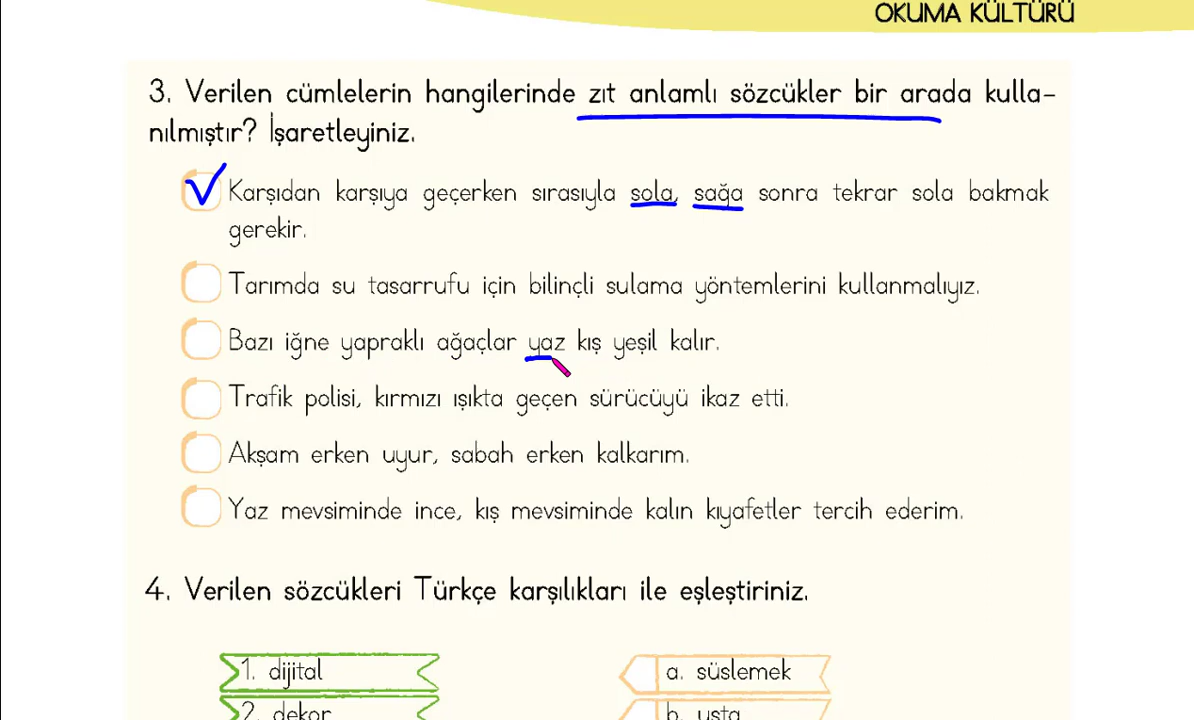 OKUMA KÜLTÜRÜ
3. Verilen cümlelerin hangilerinde zıt anlamlı sözcükler bir arada kulla-
nılmıştır? İşaretleyiniz.
Karşıdan karşıya geçerken sırasıyla sola, sağa sonra tekrar sola bakmak
gerekir.
Tarımda su tasarrufu için bilinçli sulama yöntemlerini kullanmalıyız.
Bazı iğne yapraklı ağaçlar yaz kış yeşil kalır.
Trafik polisi, kırmızı ışıkta geçen sürücüyü ikaz etti.
Akşam erken uyur, sabah erken kalkarım.
Yaz mevsiminde ince, kış mevsiminde kalın kıyafetler tercih ederim.
4. Verilen sözcükleri Türkçe karşılıkları ile eşleştiriniz.
1. dijital
a. süslemek
2. dekor
b. usta